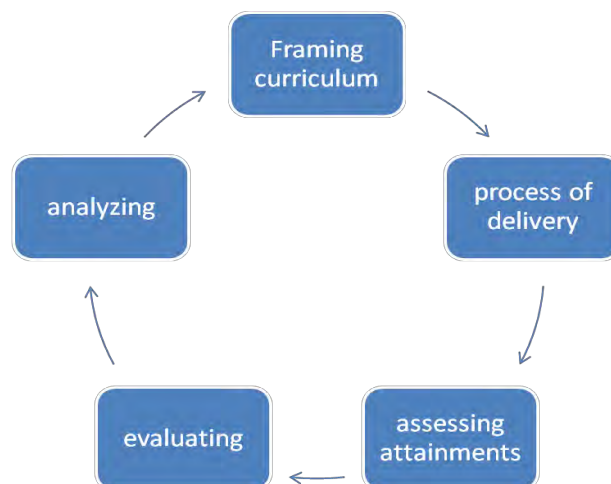 Framing
curriculum
process of
delivery
assessing
attainments
evaluating
analyzing